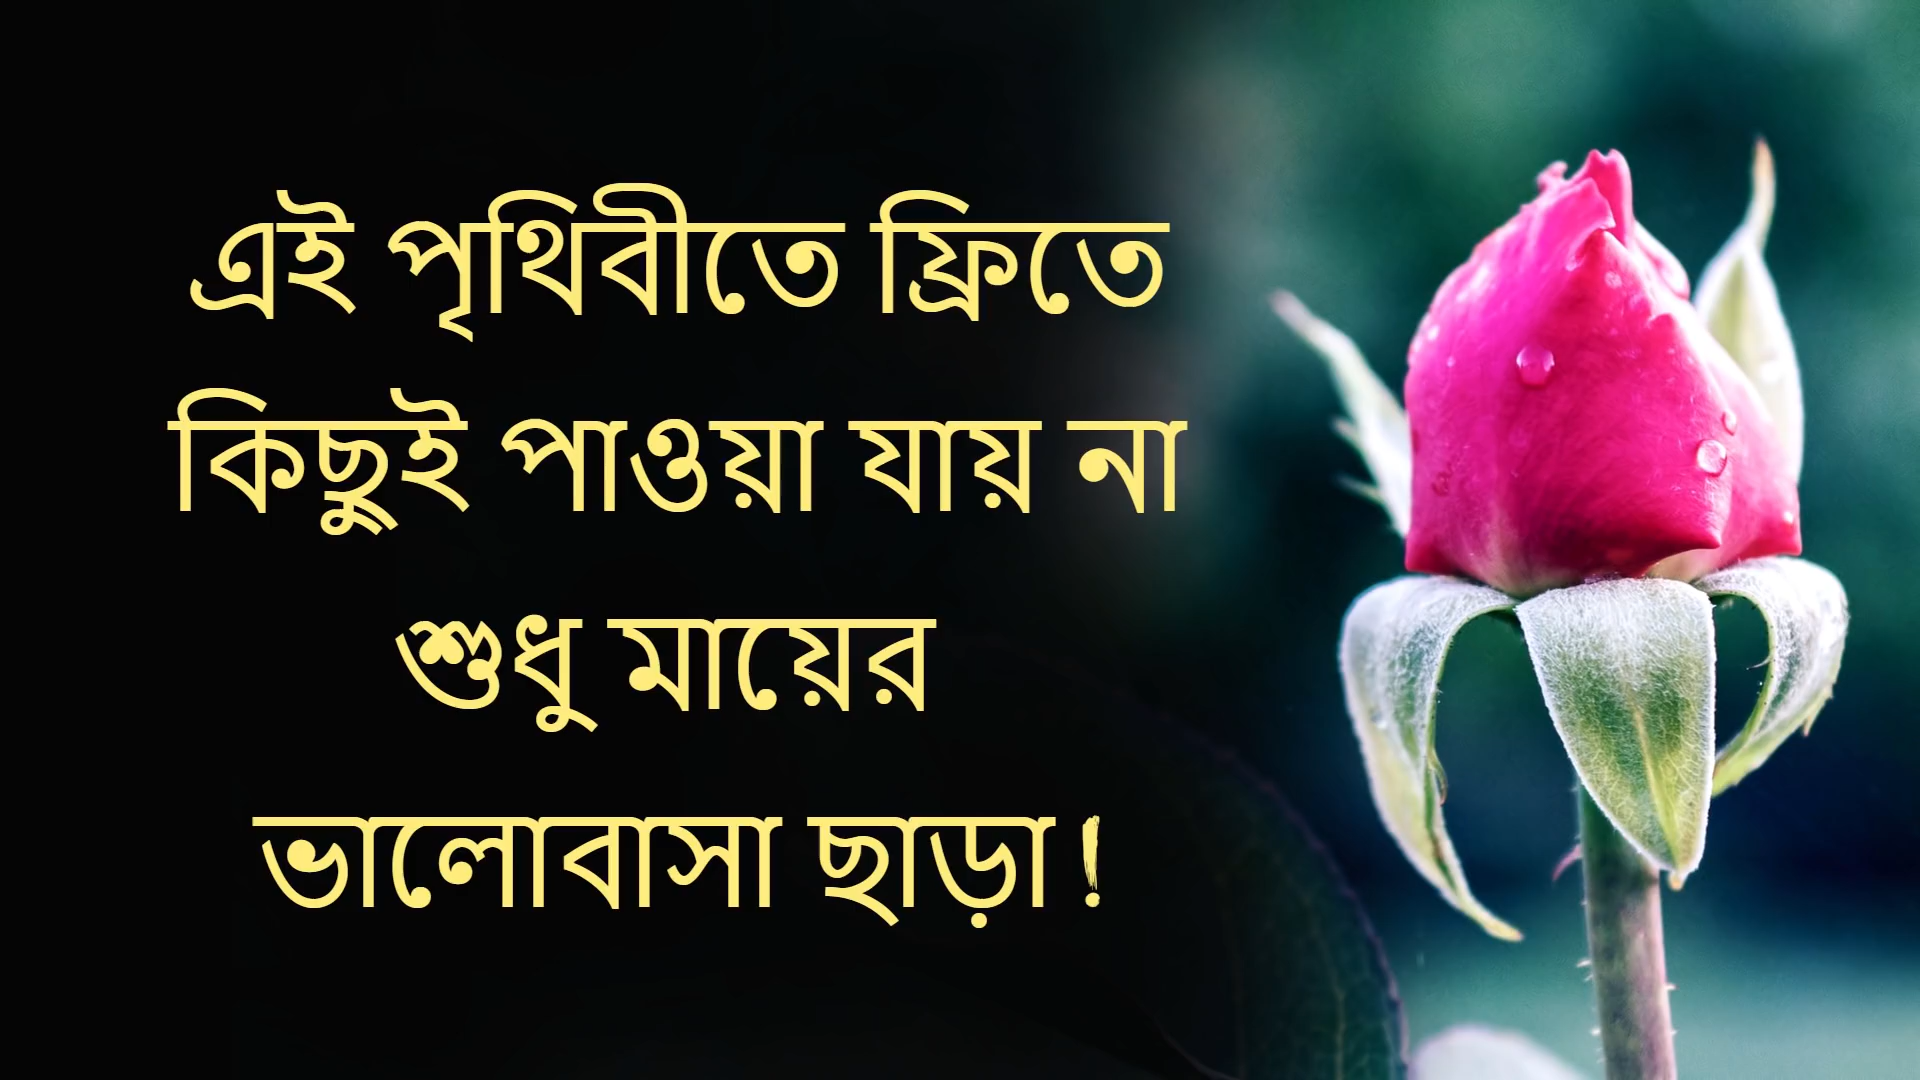 এই পৃথিবীতে ফ্রিতে
কিছুই পাওয়া যায় না
শুধু মায়ের
ভালোবাসা ছাড়া!